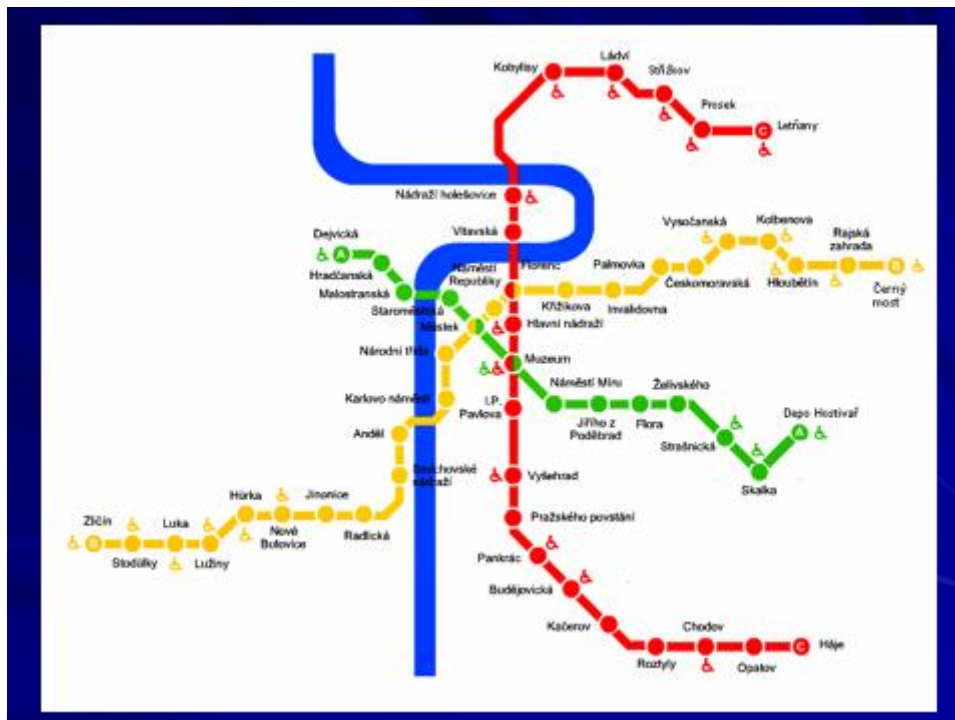 Kobylisy
Ládví
Střížkov
Prosek
C
Letňany
Nádraží holešovice
Vltavská
Dejvická
A
Hradčanská
Malostranská
Staroměstská
Můstek
Náměstí
Republiky
Florenc
Křižíkova
Invalidovna
Palmovka
Českomoravská
Vysočanská
Kolbenova
Hloubětín
Rajská
zahrada
B
Černý
most
Hlavní nádraží
Muzeum
Národní třída
Karlovo náměstí
Anděl
Smíchovské
nádraží
I.P.
Pavlova
Náměstí Míru
Jiřího z
Poděbrad
Flora
Želivského
Strašnická
Skalka
Depo Hostivař
A
Vyšehrad
Pražského povstání
Pankrác
Budějovická
Kačerov
Roztyly
Chodov
Opatov
C
Háje
Zličín
B
Stodůlky
Luka
Lužiny
Hůrka
Nové
Butovice
Jinonice
Radlická